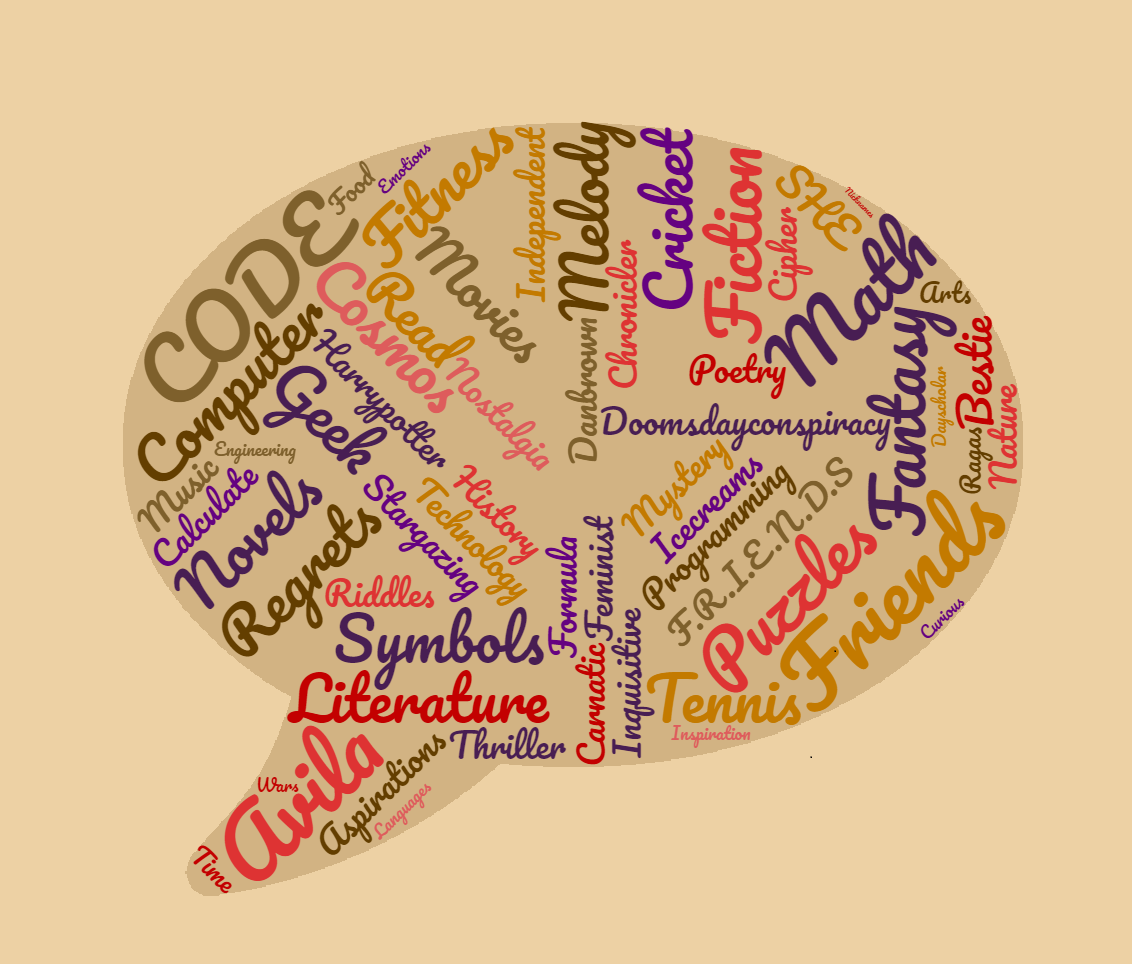 CODE
Food
Emotions
Fitness
Independent
Melody
Cricket
Fiction
SHE
Nicknames
Cipher
Chronicler
Movies
Read
Cosmos
Computer
Harrypotter
Geek
Nostalgia
Danbrown
Poetry
Math
Arts
Bestie
Dayscholar
Nature
Ragas
Fantasy
Doomsdayconspiracy
Engineering
Music
Calculate
Novels
Regrets
Stargazing
History
Technology
Riddles
Symbols
Formula
Feminist
Mystery
Icecreams
Programming
F.R.I.E.N.D.S
Puzzles
Friends
Curious
Tennis
Inspiration
Inquisitive
Carnatic
Literature
Thriller
Avila
Aspirations
Languages
Wars
Time